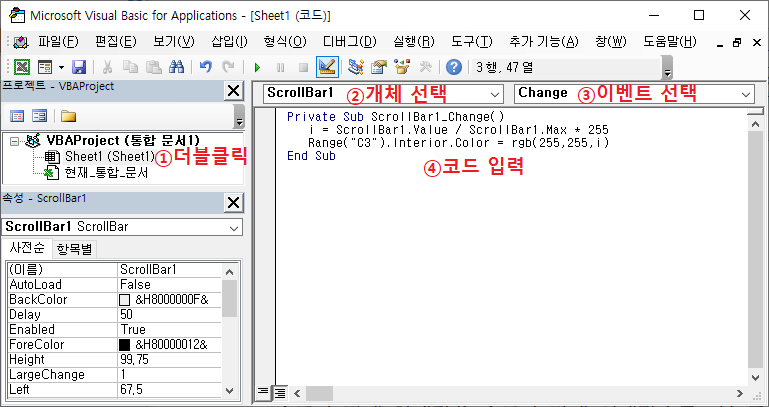 Microsoft Visual Basic for Applications - [Sheet1 (코드)]
파일(F) 편집(E) 보기(V) 삽입(I) 형식(O) 디버그(D) 실행(R) 도구(T) 추가 기능(A) 창(W) 도움말(H)
3 행, 47 열
프로젝트 - VBAProject
VBAProject (통합 문서1)
Sheet1 (Sheet1) ①더블클릭
현재_통합_문서
속성 - ScrollBar1
ScrollBar1 ScrollBar
사전순 항목별
(이름) ScrollBar1
AutoLoad False
BackColor &H8000000F&
Delay 50
Enabled True
ForeColor &H80000012&
Height 99,75
LargeChange 1
Left 67,5
ScrollBar1 ②개체 선택
Change ③이벤트 선택
Private Sub ScrollBar1_Change()
i = ScrollBar1.Value / ScrollBar1.Max * 255
Range("C3").Interior.Color = rgb(255,255,i)
End Sub
④코드 입력